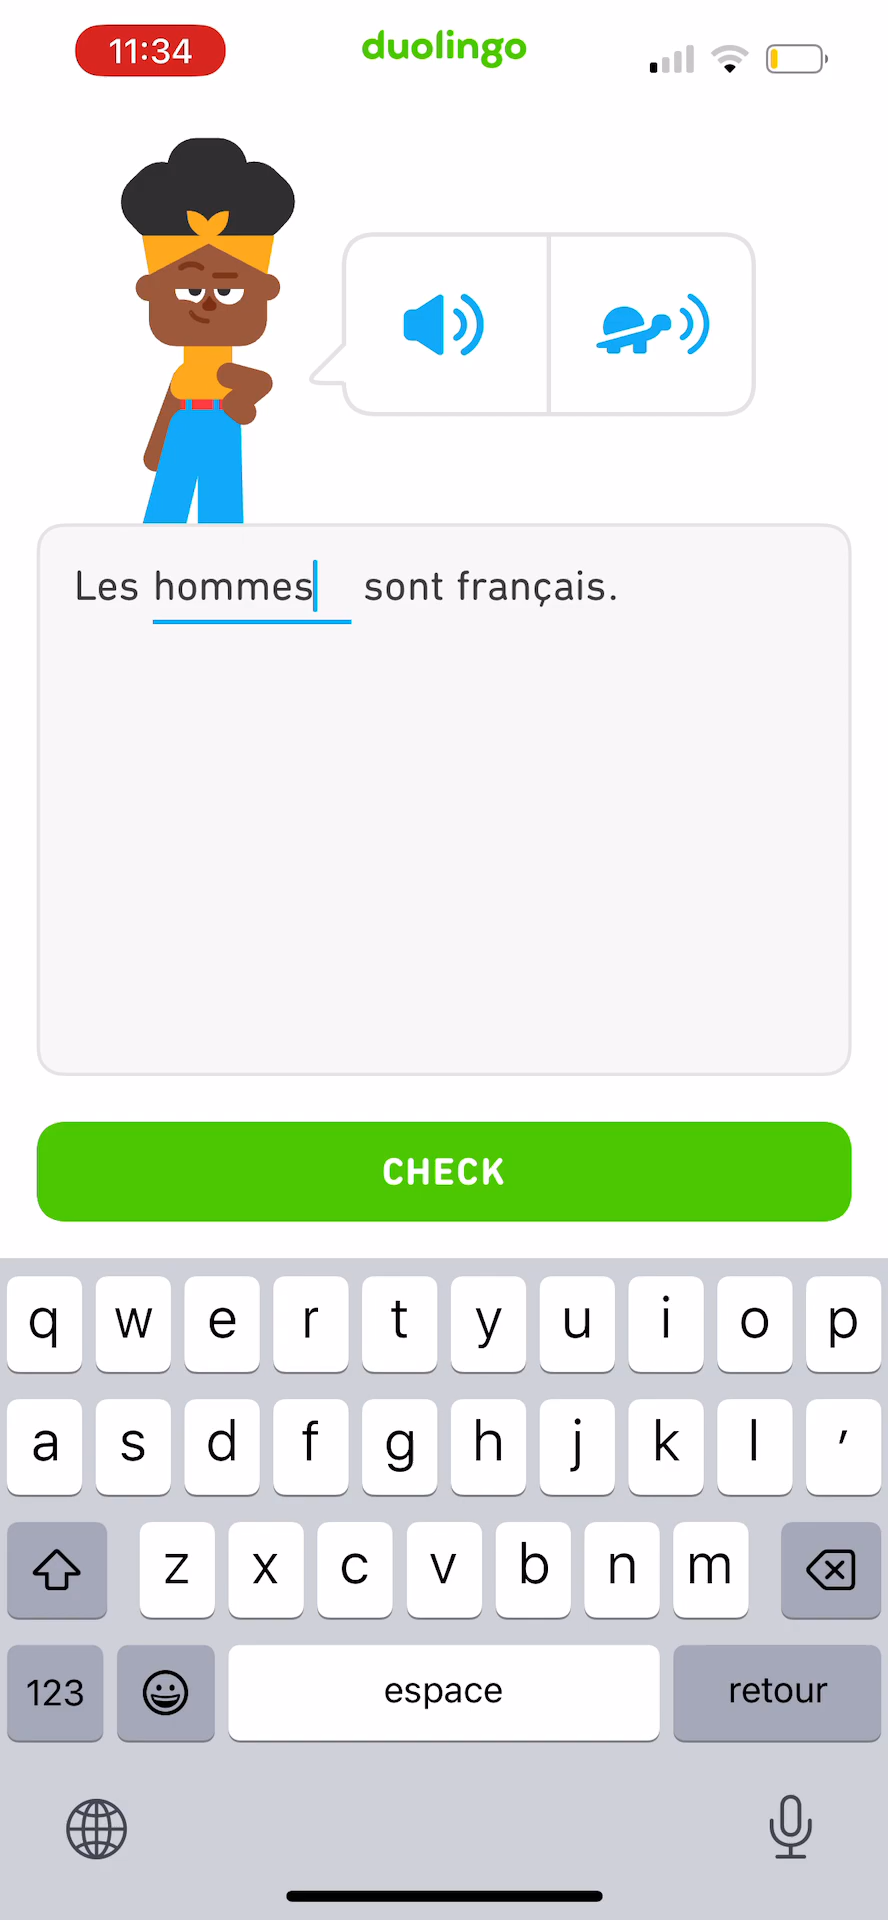 11:34
duolingo
Les hommes sont français.
CHECK
q w e r t y u i o p
a s d f g h j k l ′
z x c v b n m
123 espace retour